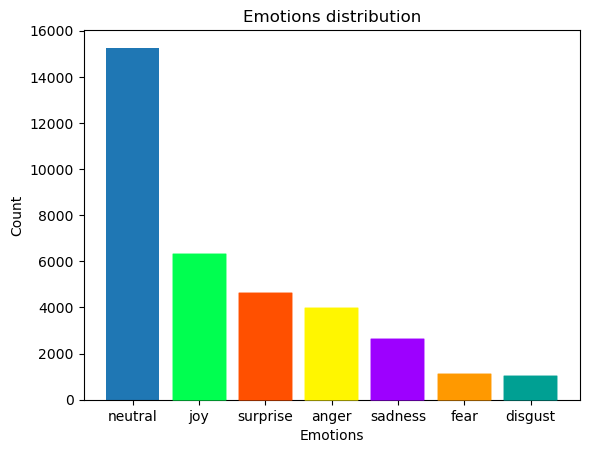 Emotions distribution
16000
14000
12000
10000
8000
6000
4000
2000
0
Count
neutral joy surprise anger sadness fear disgust
Emotions